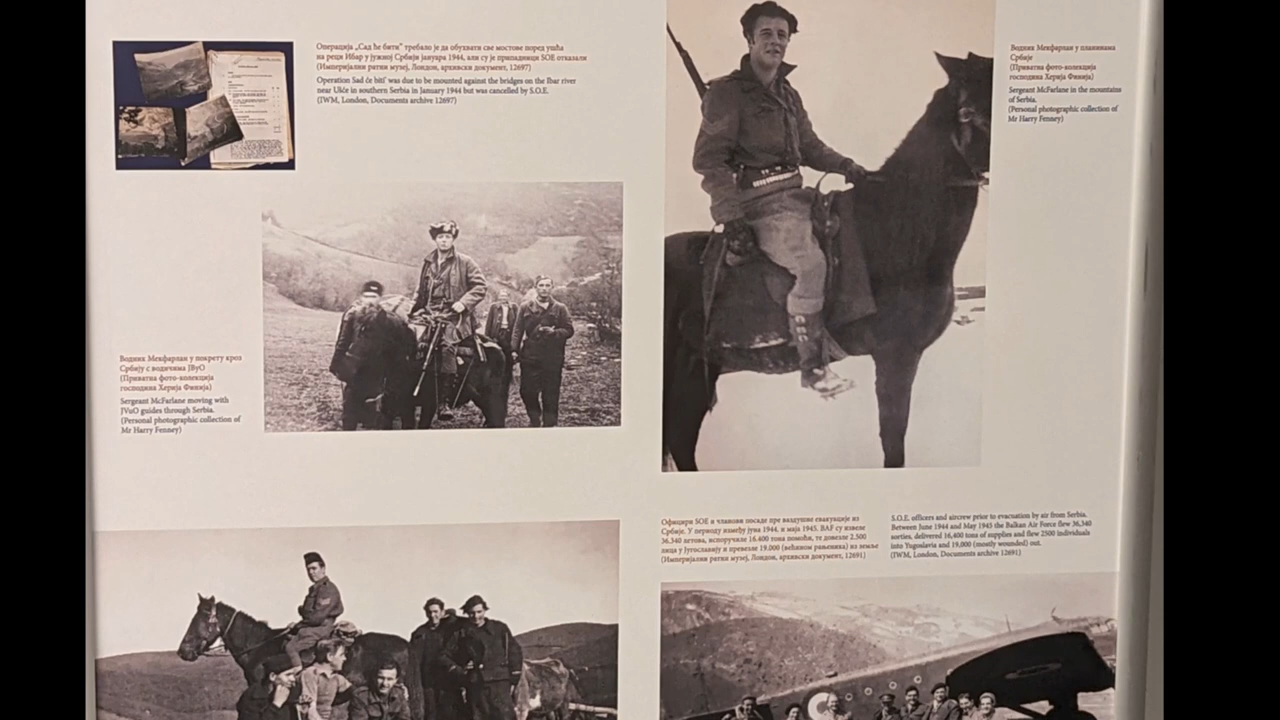 Операција „Сад ће бити“ требало је да обухвати све мостове поред ушћа
на реци Ибар у јужној Србији јануара 1944, али су је припадници SOE отказали
(Империјални ратни музеј, Лондон, архивски документ, 12697)
Operation Sad će biti' was due to be mounted against the bridges on the Ibar river
near Ušće in southern Serbia in January 1944 but was cancelled by S.O.E.
(IWM, London, Documents archive 12697)
Водник Мекфарлан у планинама
Србије
(Приватна фото-колекција
господина Херија Финија)
Sergeant McFarlane in the mountains
of Serbia.
(Personal photographic collection of
Mr Harry Fenney)
Водник Мекфарлан у покрету кроз
Србију с водичима ЈВуО
(Приватна фото-колекција
господина Херија Финија)
Sergeant McFarlane moving with
JVuO guides through Serbia.
(Personal photographic collection of
Mr Harry Fenney)
Официри SOE и чланови посаде пре ваздушне евакуације из
Србије. У периоду између јуна 1944. и маја 1945. BAF су извеле
36.340 летова, испоручиле 16.400 тона помоћи, те довезле 2.500
лица у Југославију и превезле 19.000 (већином рањеника) из земље
(Империјални ратни музеј, Лондон, архивски документ, 12691)
S.O.E. officers and aircrew prior to evacuation by air from Serbia.
Between June 1944 and May 1945 the Balkan Air Force flew 36,340
sorties, delivered 16,400 tons of supplies and flew 2500 individuals
into Yugoslavia and 19,000 (mostly wounded) out.
(IWM, London, Documents archive 12691)